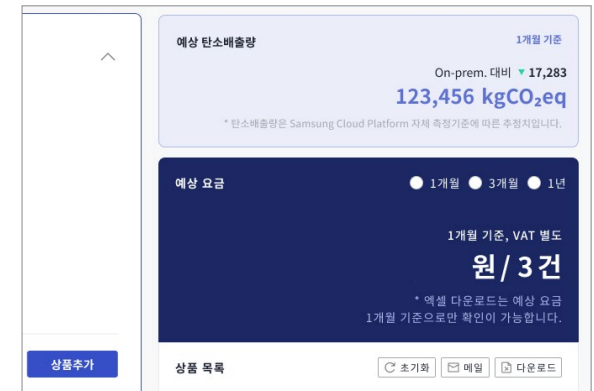 예상 탄소배출량
1개월 기준
On-prem. 대비 ▼ 17,283
123,456 kgCO₂eq
* 탄소배출량은 Samsung Cloud Platform 자체 측정기준에 따른 추정치입니다.
예상 요금
1개월 3개월 1년
1개월 기준, VAT 별도
원/ 3건
* 엑셀 다운로드는 예상 요금
1개월 기준으로만 확인이 가능합니다.
상품추가
상품 목록
초기화 메일 다운로드